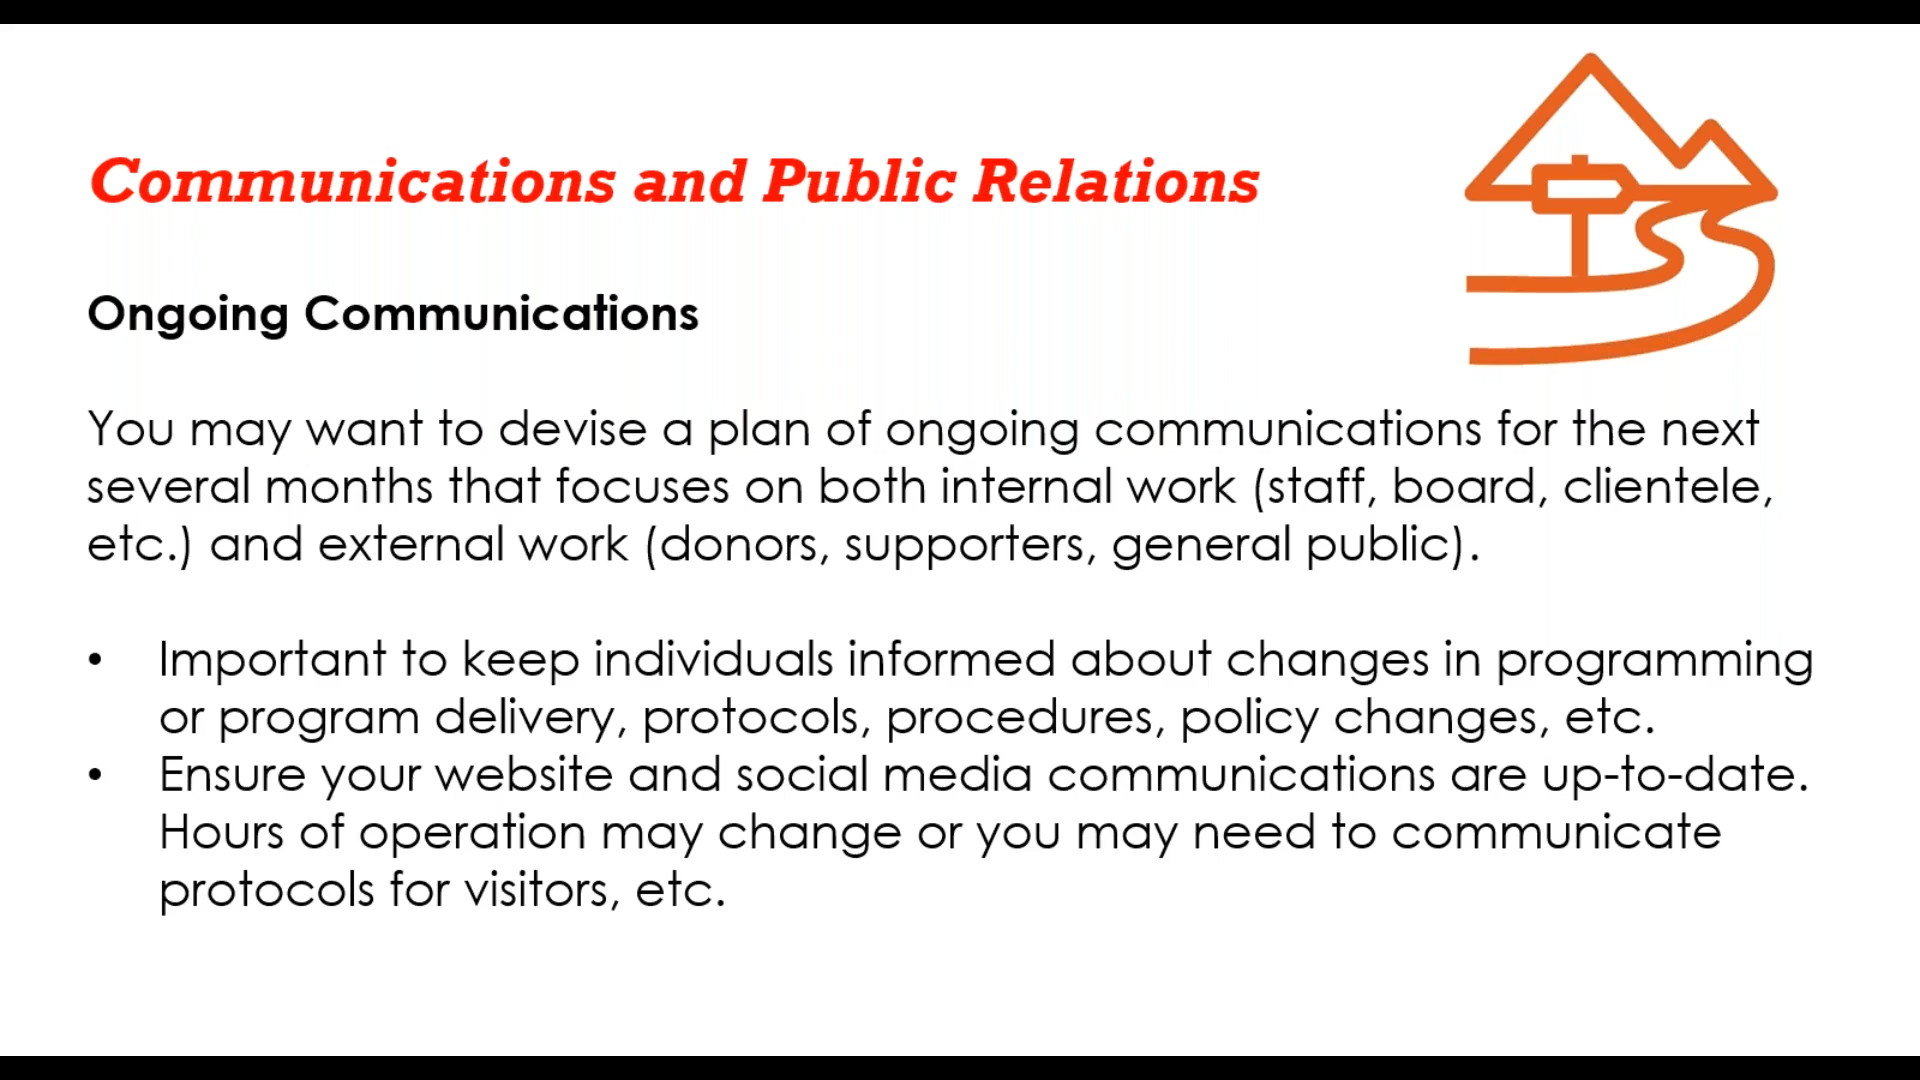 Communications and Public Relations
Ongoing Communications
You may want to devise a plan of ongoing communications for the next
several months that focuses on both internal work (staff, board, clientele,
etc.) and external work (donors, supporters, general public).
• Important to keep individuals informed about changes in programming
or program delivery, protocols, procedures, policy changes, etc.
• Ensure your website and social media communications are up-to-date.
Hours of operation may change or you may need to communicate
protocols for visitors, etc.